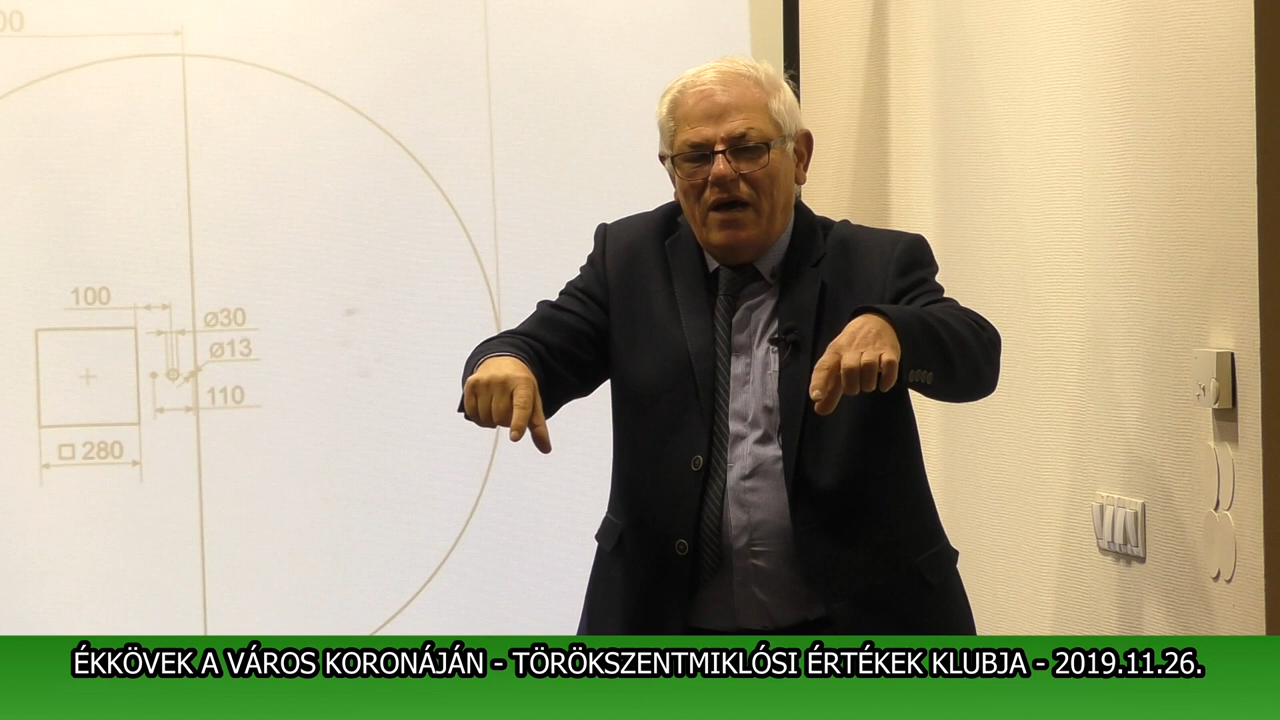 00
100
ø30
ø13
110
□ 280
ÉKKÖVEK A VÁROS KORONÁJÁN - TÖRÖKSZENTMIKLÓSI ÉRTÉKEK KLUBJA - 2019.11.26.